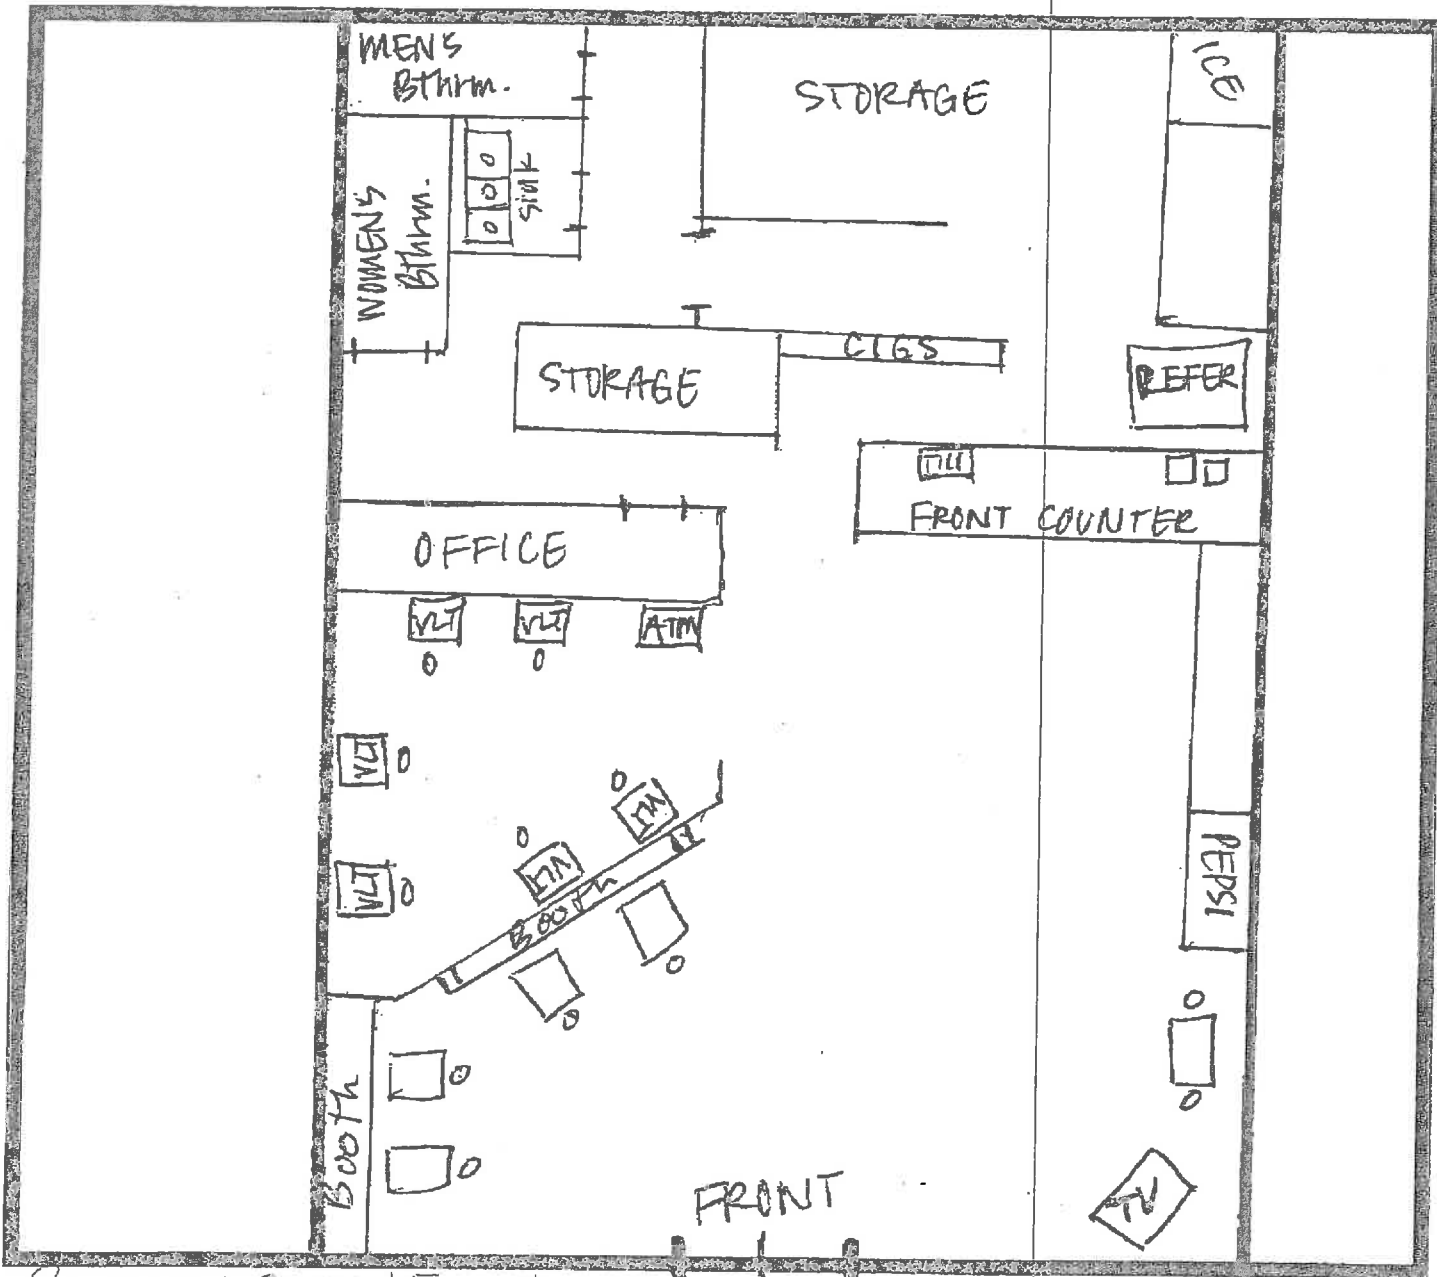 MEN'S
Bthrm.
STORAGE
ICE
Sink
WOMEN'S
Bthrm.
CIGS
STORAGE
REFER
FRONT COUNTER
OFFICE
VLT
VLT
ATM
VLT
VLT
VLT
VLT
Booth
PEPSI
Booth
FRONT
TV